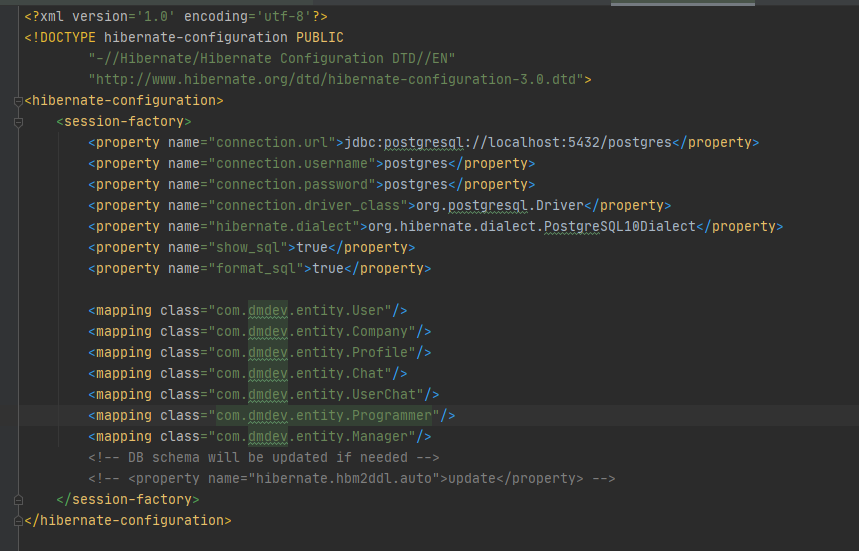 <?xml version='1.0' encoding='utf-8'?>
<!DOCTYPE hibernate-configuration PUBLIC
        "-//Hibernate/Hibernate Configuration DTD//EN"
        "http://www.hibernate.org/dtd/hibernate-configuration-3.0.dtd">
<hibernate-configuration>
    <session-factory>
        <property name="connection.url">jdbc:postgresql://localhost:5432/postgres</property>
        <property name="connection.username">postgres</property>
        <property name="connection.password">postgres</property>
        <property name="connection.driver_class">org.postgresql.Driver</property>
        <property name="hibernate.dialect">org.hibernate.dialect.PostgreSQL10Dialect</property>
        <property name="show_sql">true</property>
        <property name="format_sql">true</property>

        <mapping class="com.dmdev.entity.User"/>
        <mapping class="com.dmdev.entity.Company"/>
        <mapping class="com.dmdev.entity.Profile"/>
        <mapping class="com.dmdev.entity.Chat"/>
        <mapping class="com.dmdev.entity.UserChat"/>
        <mapping class="com.dmdev.entity.Programmer"/>
        <mapping class="com.dmdev.entity.Manager"/>
        <!-- DB schema will be updated if needed -->
        <!-- <property name="hibernate.hbm2ddl.auto">update</property> -->
    </session-factory>
</hibernate-configuration>